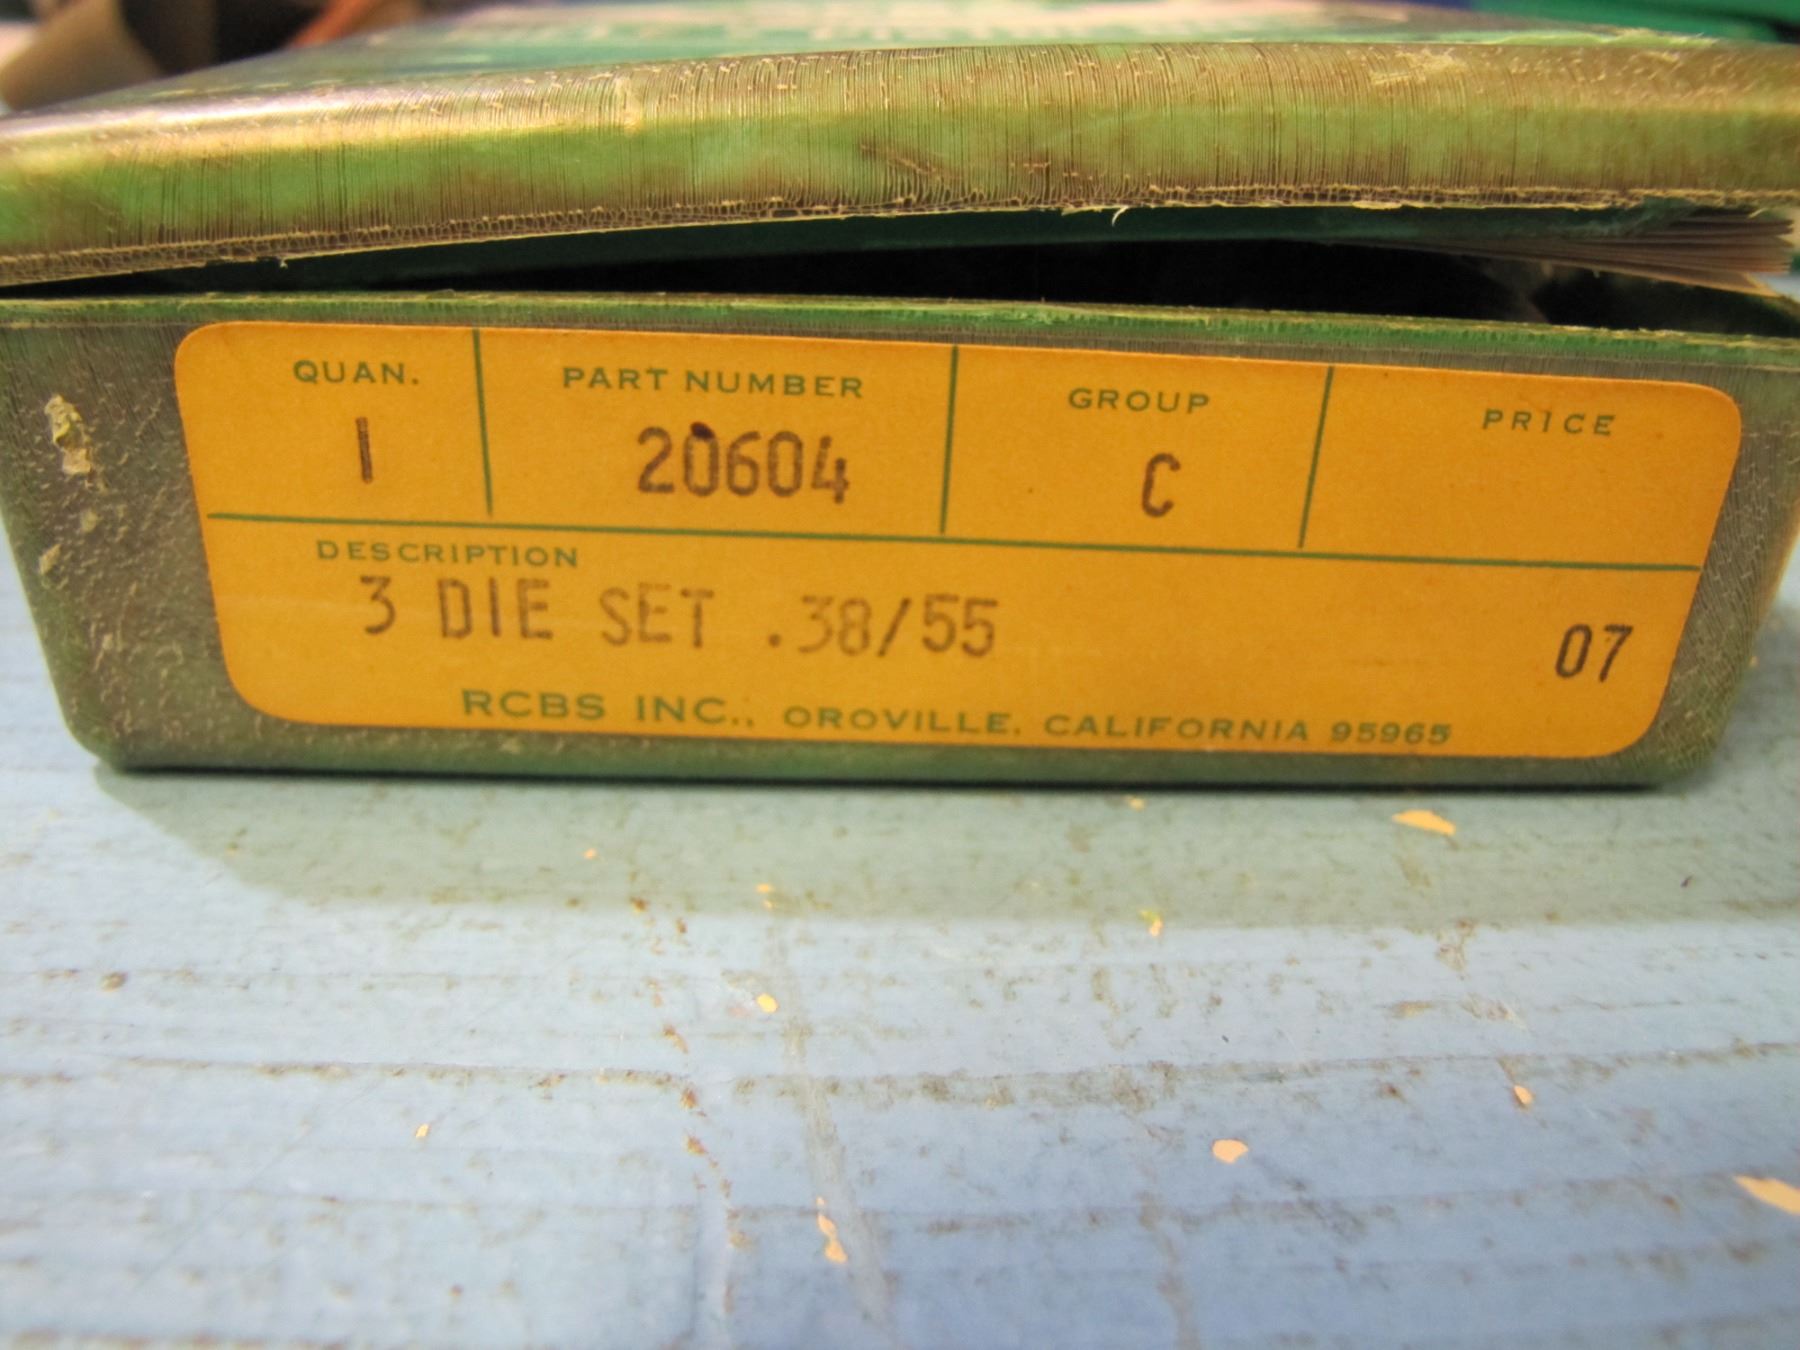 QUAN. PART NUMBER GROUP PRICE
1 20604 C
DESCRIPTION
3 DIE SET .38/55 07
RCBS INC., OROVILLE, CALIFORNIA 95965